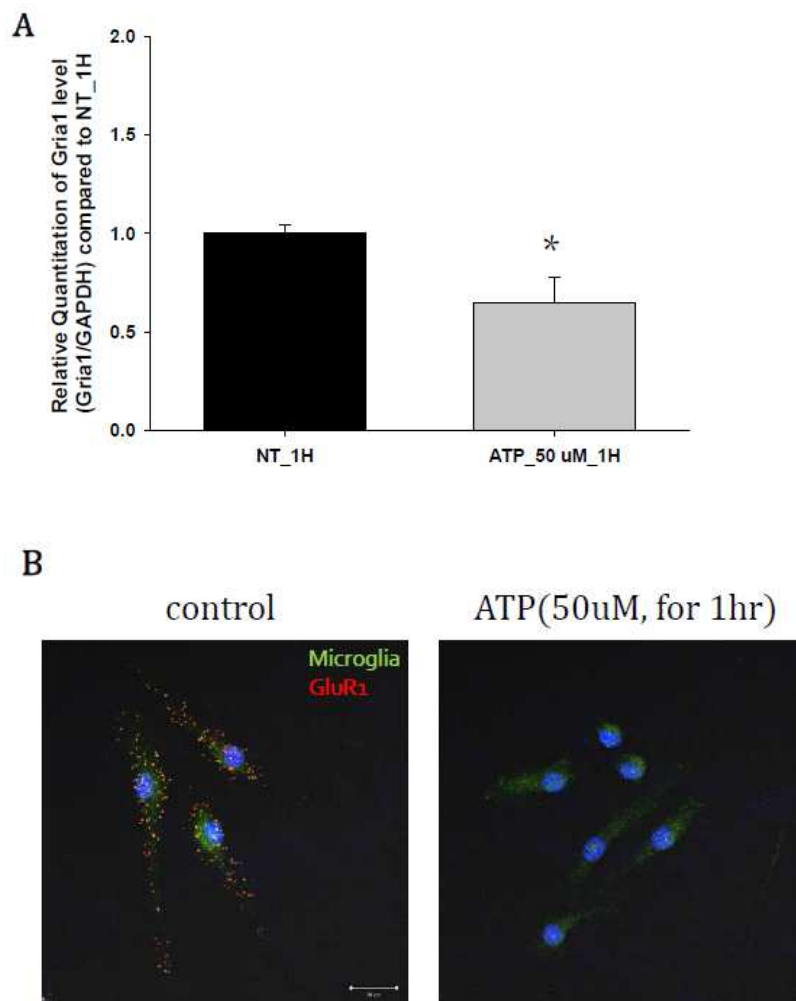 A
Relative Quantitation of Gria1 level
(Gria1/GAPDH) compared to NT_1H
2.0
1.5
1.0
0.5
0.0
*
NT_1H
ATP_50 uM_1H
B
control
ATP(50uM, for 1hr)
Microglia
GluR1